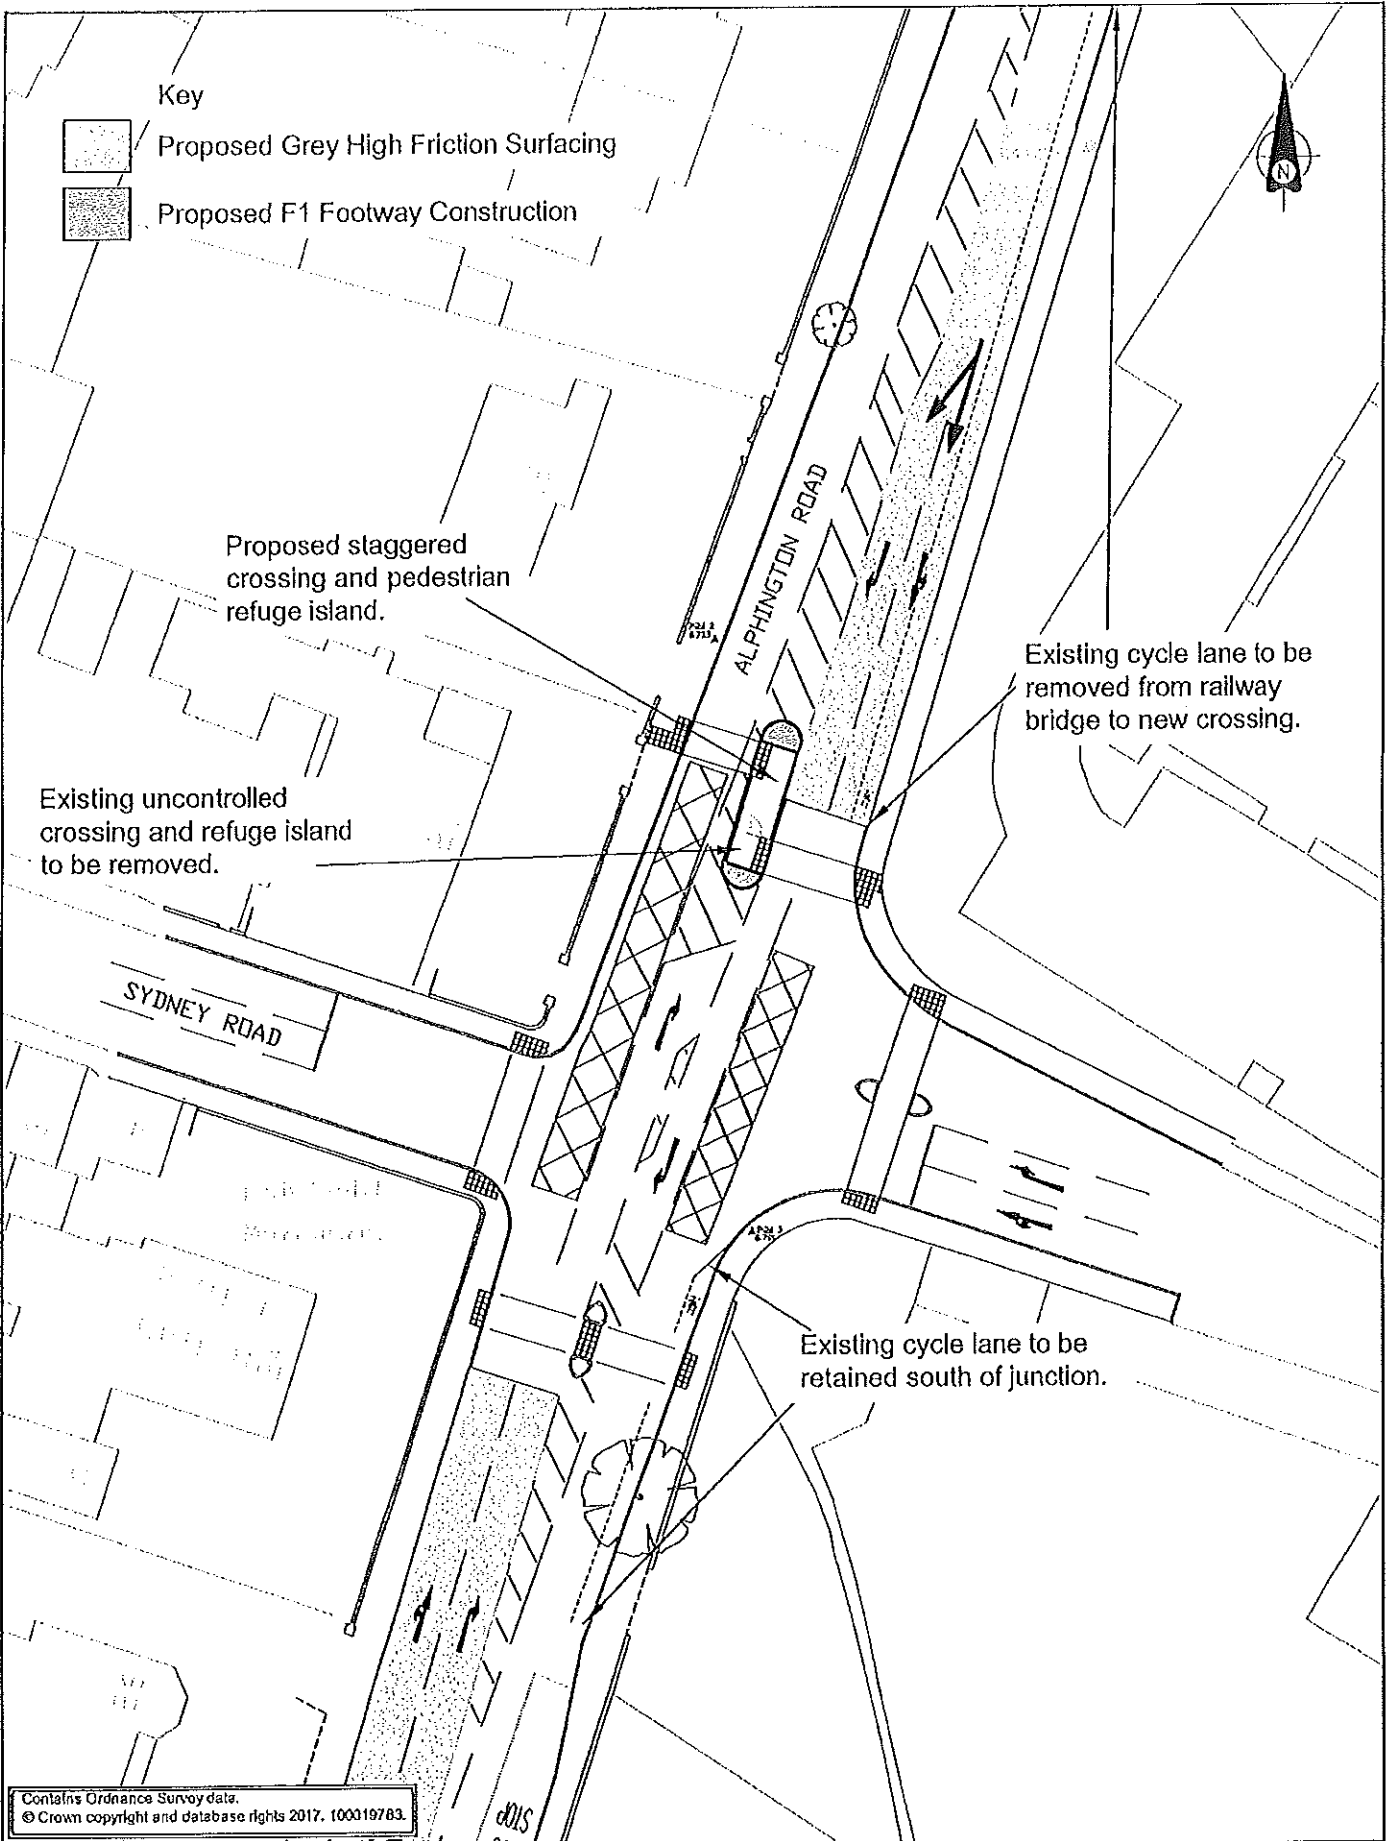 Key
Proposed Grey High Friction Surfacing
Proposed F1 Footway Construction
N
Proposed staggered
crossing and pedestrian
refuge island.
ALPHINGTON ROAD
Existing cycle lane to be
removed from railway
bridge to new crossing.
Existing uncontrolled
crossing and refuge island
to be removed.
SYDNEY ROAD
Existing cycle lane to be
retained south of junction.
Contains Ordnance Survey data.
© Crown copyright and database rights 2017. 100019783.
STOP